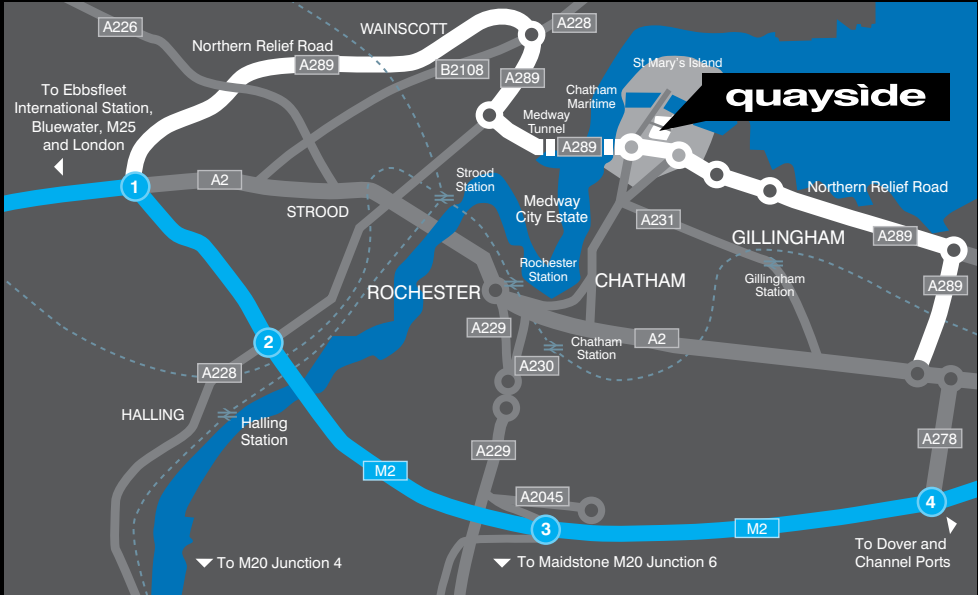 A226
WAINSCOTT
A228
Northern Relief Road
A289
B2108
A289
St Mary's Island
To Ebbsfleet
International Station,
Bluewater, M25
and London
Chatham
Maritime
quayside
Medway
Tunnel
A289
1
A2
Strood
Station
Northern Relief Road
STROOD
Medway
City Estate
A231
GILLINGHAM
A289
Rochester
Station
Gillingham
Station
ROCHESTER
CHATHAM
A289
2
A229
Chatham
Station
A2
A228
A230
HALLING
Halling
Station
A278
A229
M2
A2045
4
3
M2
To Dover and
Channel Ports
To M20 Junction 4
To Maidstone M20 Junction 6